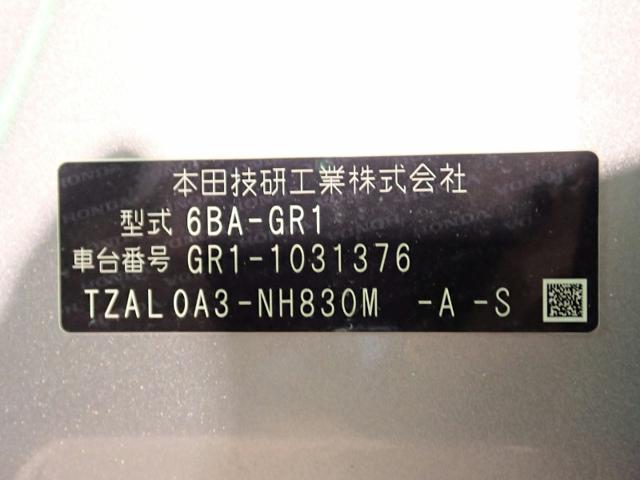 本田技研工業株式会社
型式 6BA-GR1
車台番号 GR1-1031376
TZAL0A3-NH830M -A -S